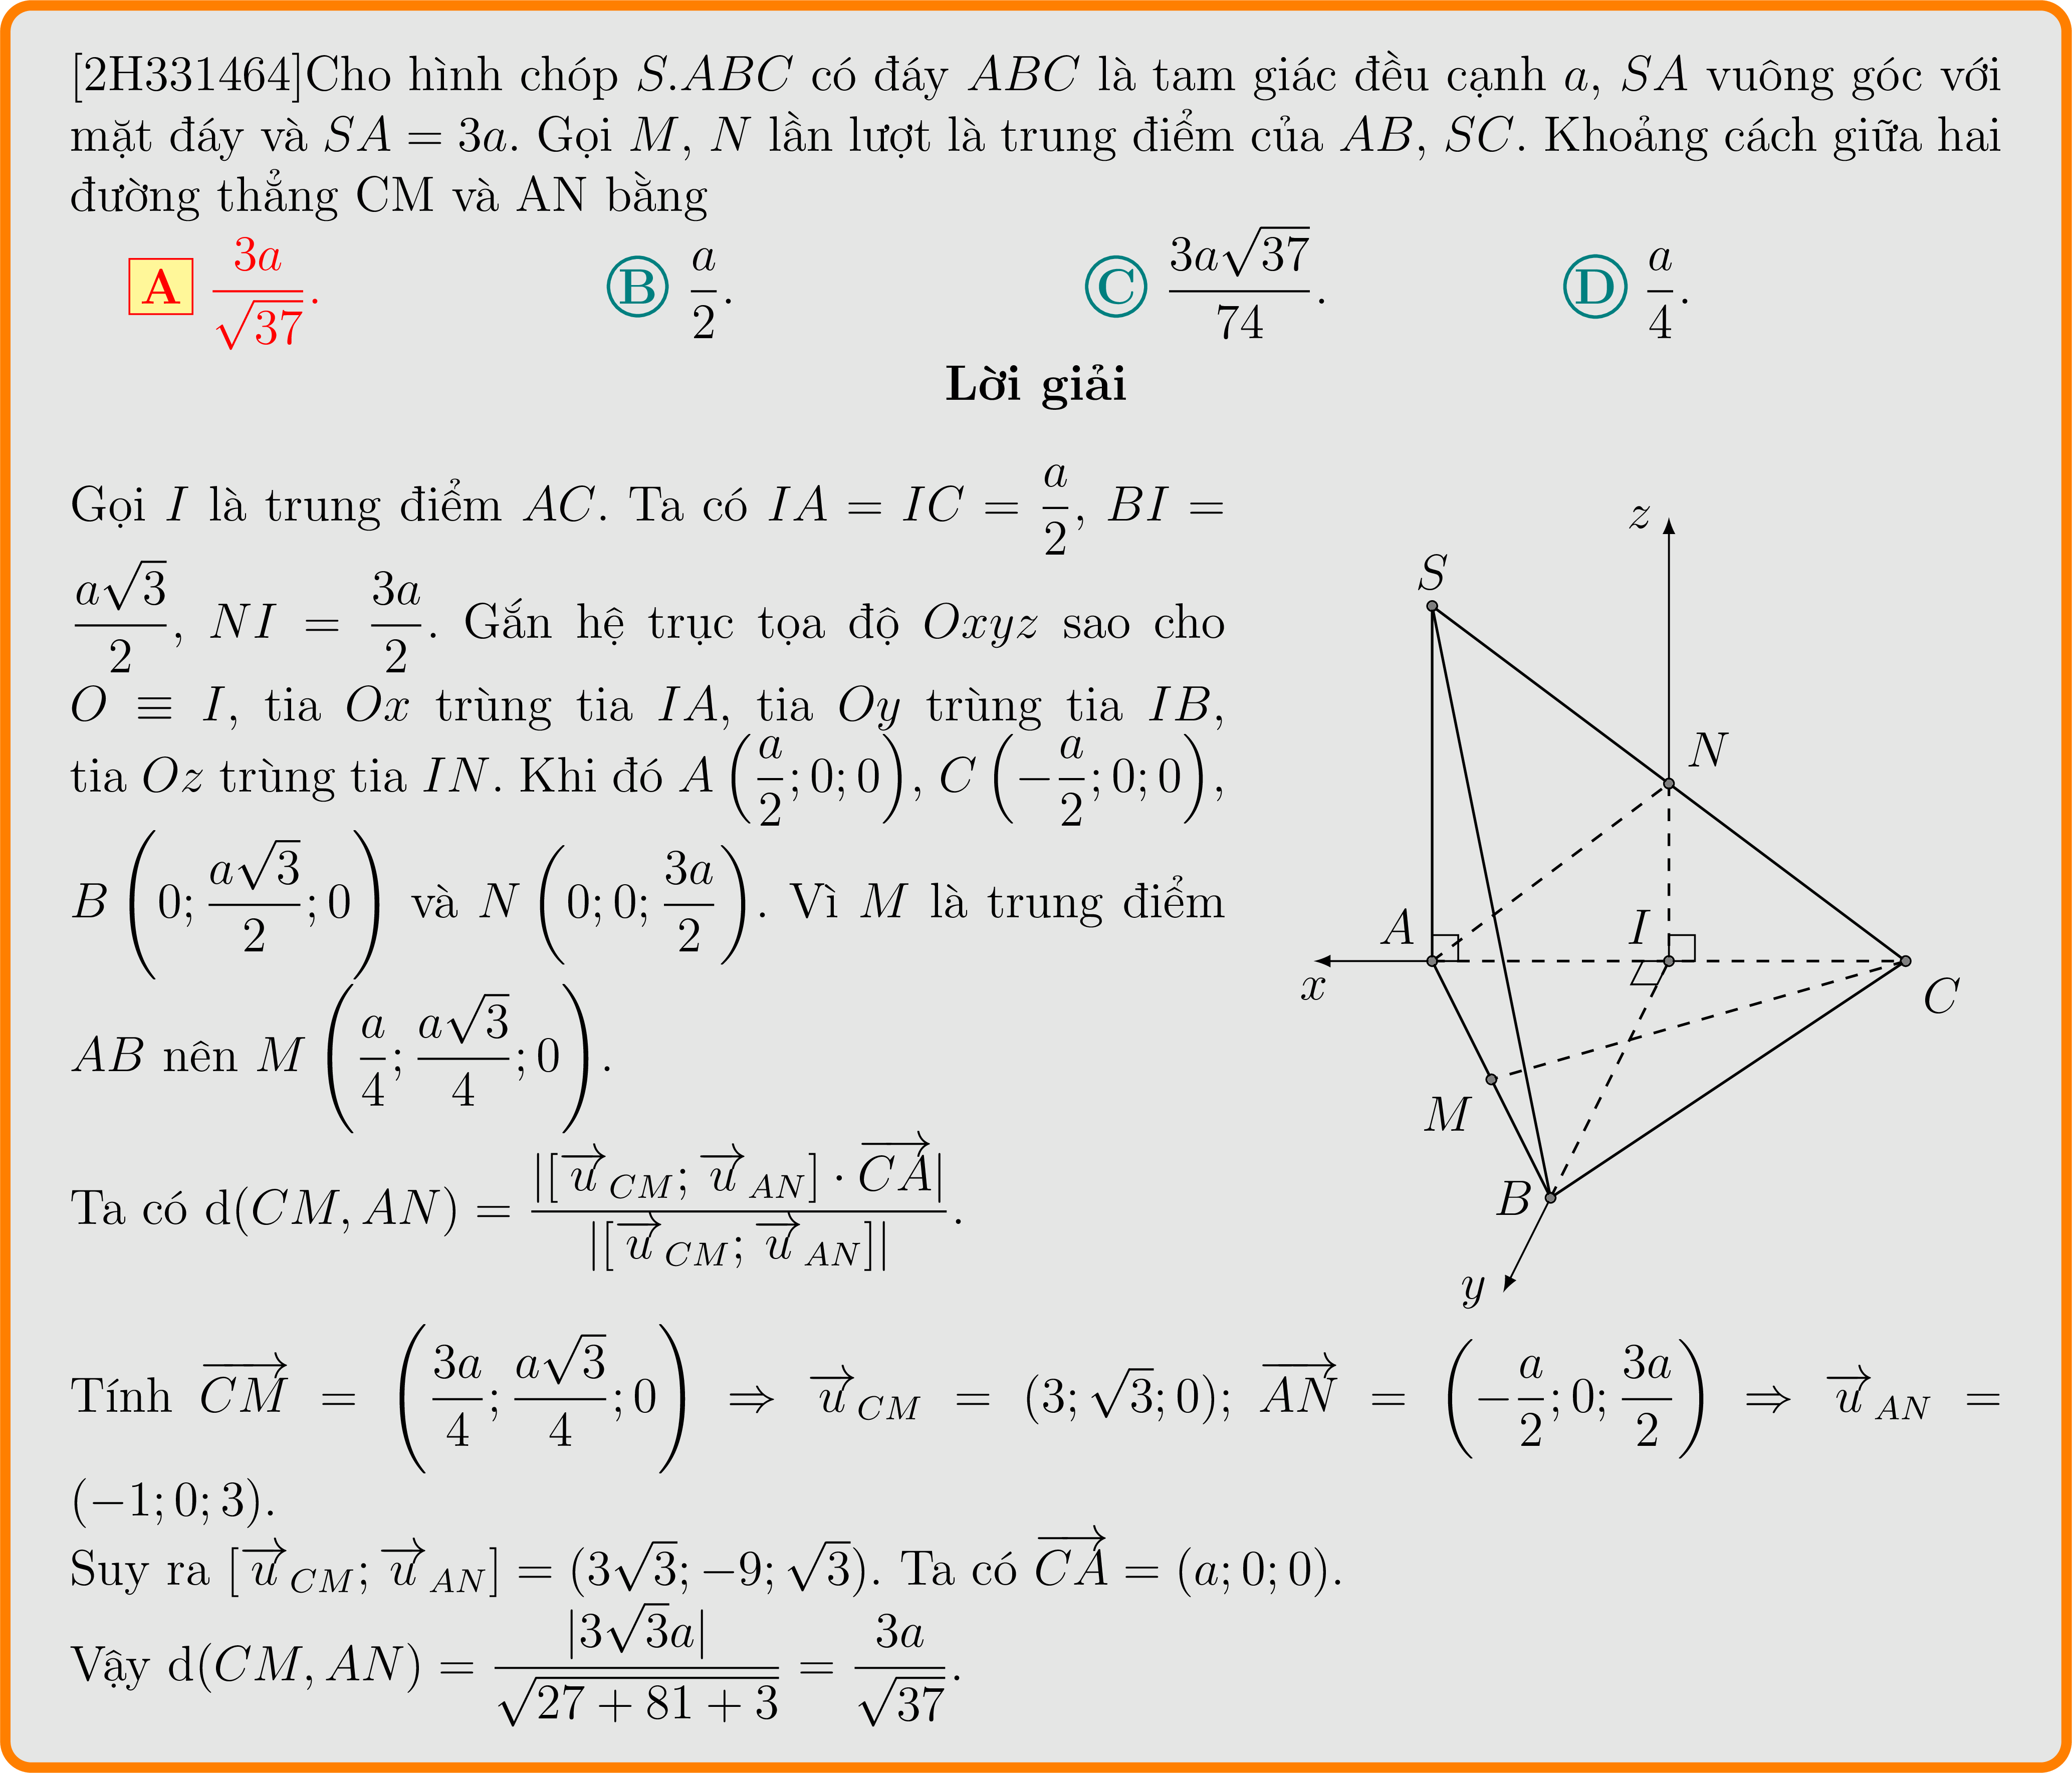 [2H331464]Cho hình chóp S.ABC có đáy ABC là tam giác đều cạnh a, SA vuông góc với
mặt đáy và SA = 3a. Gọi M, N lần lượt là trung điểm của AB, SC. Khoảng cách giữa hai
đường thẳng CM và AN bằng
A $\frac{3a}{\sqrt{37}}$. B $\frac{a}{2}$. C $\frac{3a\sqrt{37}}{74}$. D $\frac{a}{4}$.
Lời giải
Gọi I là trung điểm AC. Ta có $IA = IC = \frac{a}{2}$, $BI =$
$\frac{a\sqrt{3}}{2}$, $NI = \frac{3a}{2}$. Gắn hệ trục tọa độ Oxyz sao cho
O ≡ I, tia Ox trùng tia IA, tia Oy trùng tia IB,
tia Oz trùng tia IN. Khi đó $A\left(\frac{a}{2}; 0; 0\right)$, $C\left(-\frac{a}{2}; 0; 0\right)$,
$B\left(0; \frac{a\sqrt{3}}{2}; 0\right)$ và $N\left(0; 0; \frac{3a}{2}\right)$. Vì M là trung điểm
AB nên $M\left(\frac{a}{4}; \frac{a\sqrt{3}}{4}; 0\right)$.
Ta có $d(CM, AN) = \frac{|[\overrightarrow{u}_{CM}; \overrightarrow{u}_{AN}] \cdot \overrightarrow{CA}|}{|[\overrightarrow{u}_{CM}; \overrightarrow{u}_{AN}]|}$.
z
S
N
A
I
x
C
M
B
y
Tính $\overrightarrow{CM} = \left(\frac{3a}{4}; \frac{a\sqrt{3}}{4}; 0\right) \Rightarrow \overrightarrow{u}_{CM} = (3; \sqrt{3}; 0)$; $\overrightarrow{AN} = \left(-\frac{a}{2}; 0; \frac{3a}{2}\right) \Rightarrow \overrightarrow{u}_{AN} =$
(−1; 0; 3).
Suy ra $[\overrightarrow{u}_{CM}; \overrightarrow{u}_{AN}] = (3\sqrt{3}; -9; \sqrt{3})$. Ta có $\overrightarrow{CA} = (a; 0; 0)$.
Vậy $d(CM, AN) = \frac{|3\sqrt{3}a|}{\sqrt{27 + 81 + 3}} = \frac{3a}{\sqrt{37}}$.